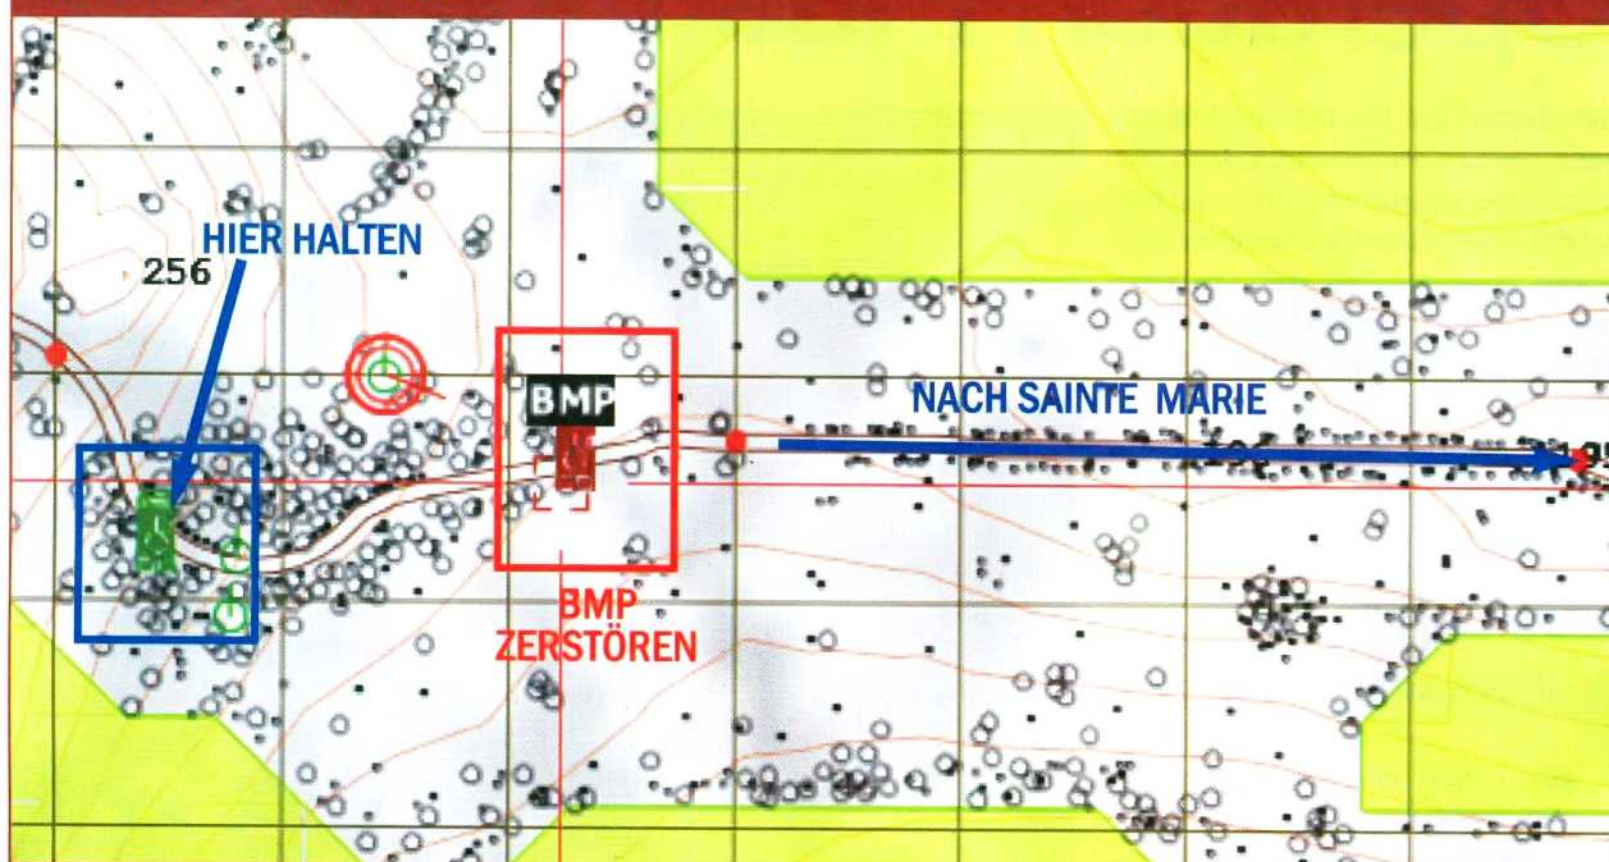 HIER HALTEN
256
BMP
NACH SAINTE MARIE
BMP
ZERSTÖREN